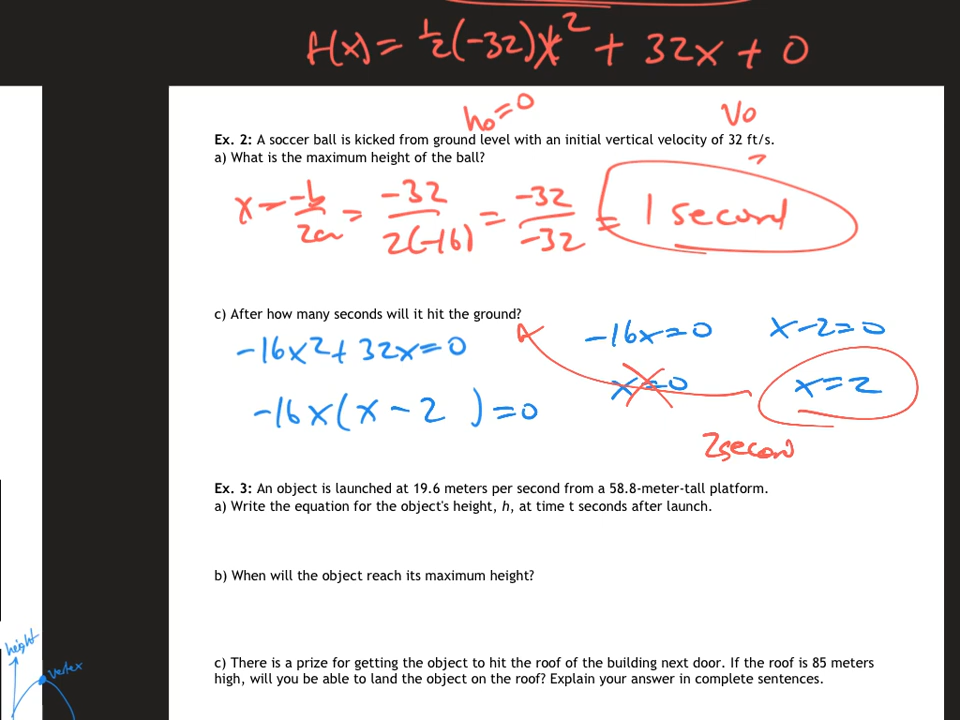 f(x) = ½(-32)x² + 32x + 0
h₀=0
V₀
Ex. 2: A soccer ball is kicked from ground level with an initial vertical velocity of 32 ft/s.
a) What is the maximum height of the ball?
x = -b/2a = -32/2(-16) = -32/-32 = 1 second
c) After how many seconds will it hit the ground?
-16x²+32x=0
-16x=0
x-2=0
-16x(x-2)=0
x=0
x=2
2second
Ex. 3: An object is launched at 19.6 meters per second from a 58.8-meter-tall platform.
a) Write the equation for the object's height, h, at time t seconds after launch.
b) When will the object reach its maximum height?
height
vertex
c) There is a prize for getting the object to hit the roof of the building next door. If the roof is 85 meters
high, will you be able to land the object on the roof? Explain your answer in complete sentences.